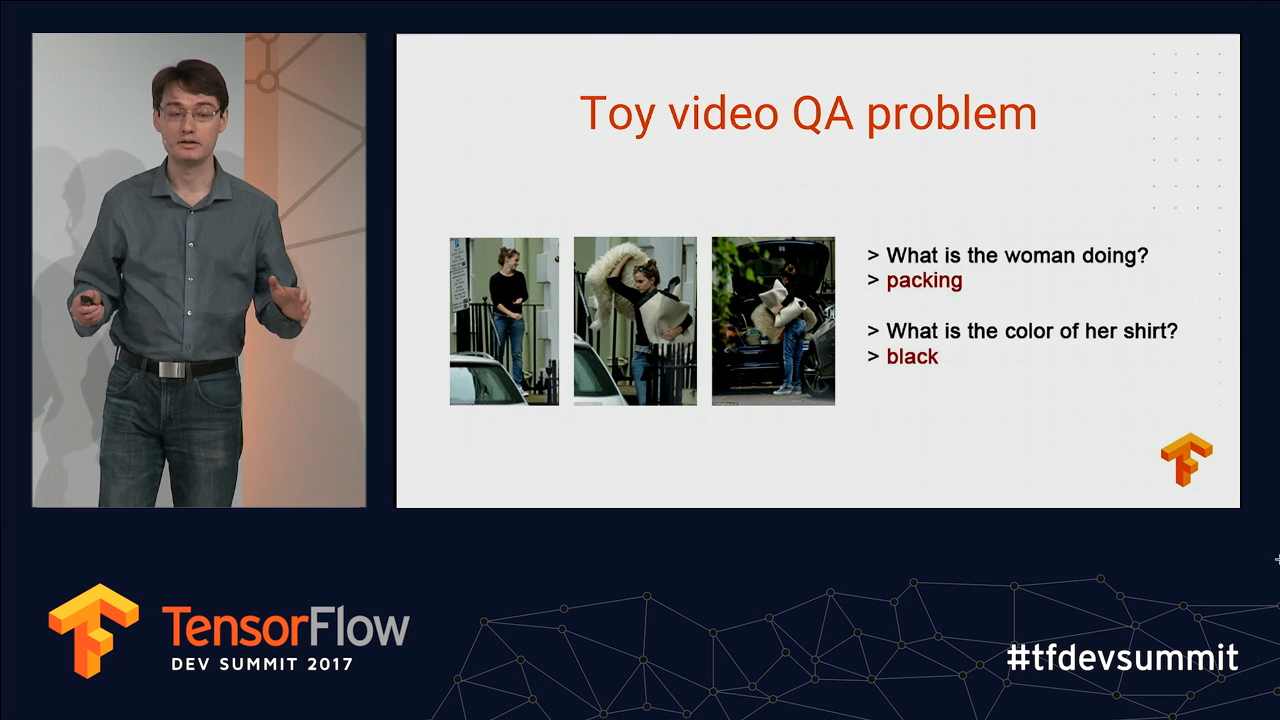 Toy video QA problem
> What is the woman doing?
> packing
> What is the color of her shirt?
> black
TensorFlow
DEV SUMMIT 2017
#tfdevsummit